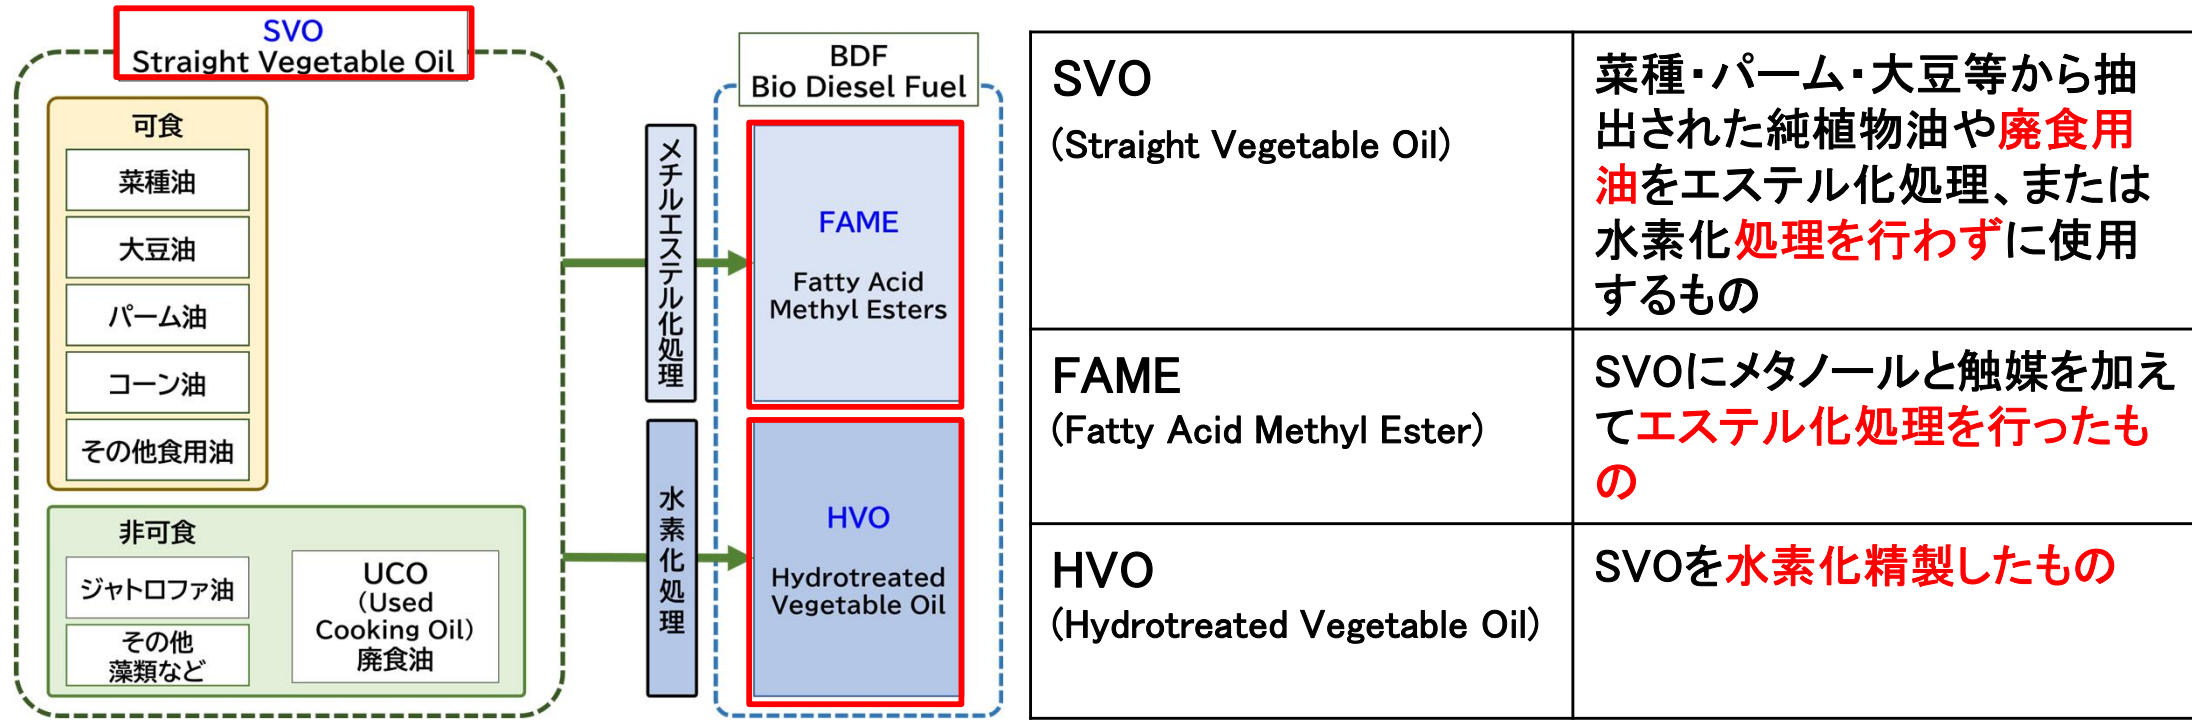 SVO
Straight Vegetable Oil
可食
菜種油
大豆油
パーム油
コーン油
その他食用油
非可食
ジャトロファ油
その他
藻類など
UCO
(Used
Cooking Oil)
廃食油
メチルエステル化処理
水素化処理
BDF
Bio Diesel Fuel
FAME
Fatty Acid
Methyl Esters
HVO
Hydrotreated
Vegetable Oil
SVO
(Straight Vegetable Oil)
菜種・パーム・大豆等から抽
出された純植物油や廃食用
油をエステル化処理、または
水素化処理を行わずに使用
するもの
FAME
(Fatty Acid Methyl Ester)
SVOにメタノールと触媒を加え
てエステル化処理を行ったも
の
HVO
(Hydrotreated Vegetable Oil)
SVOを水素化精製したもの